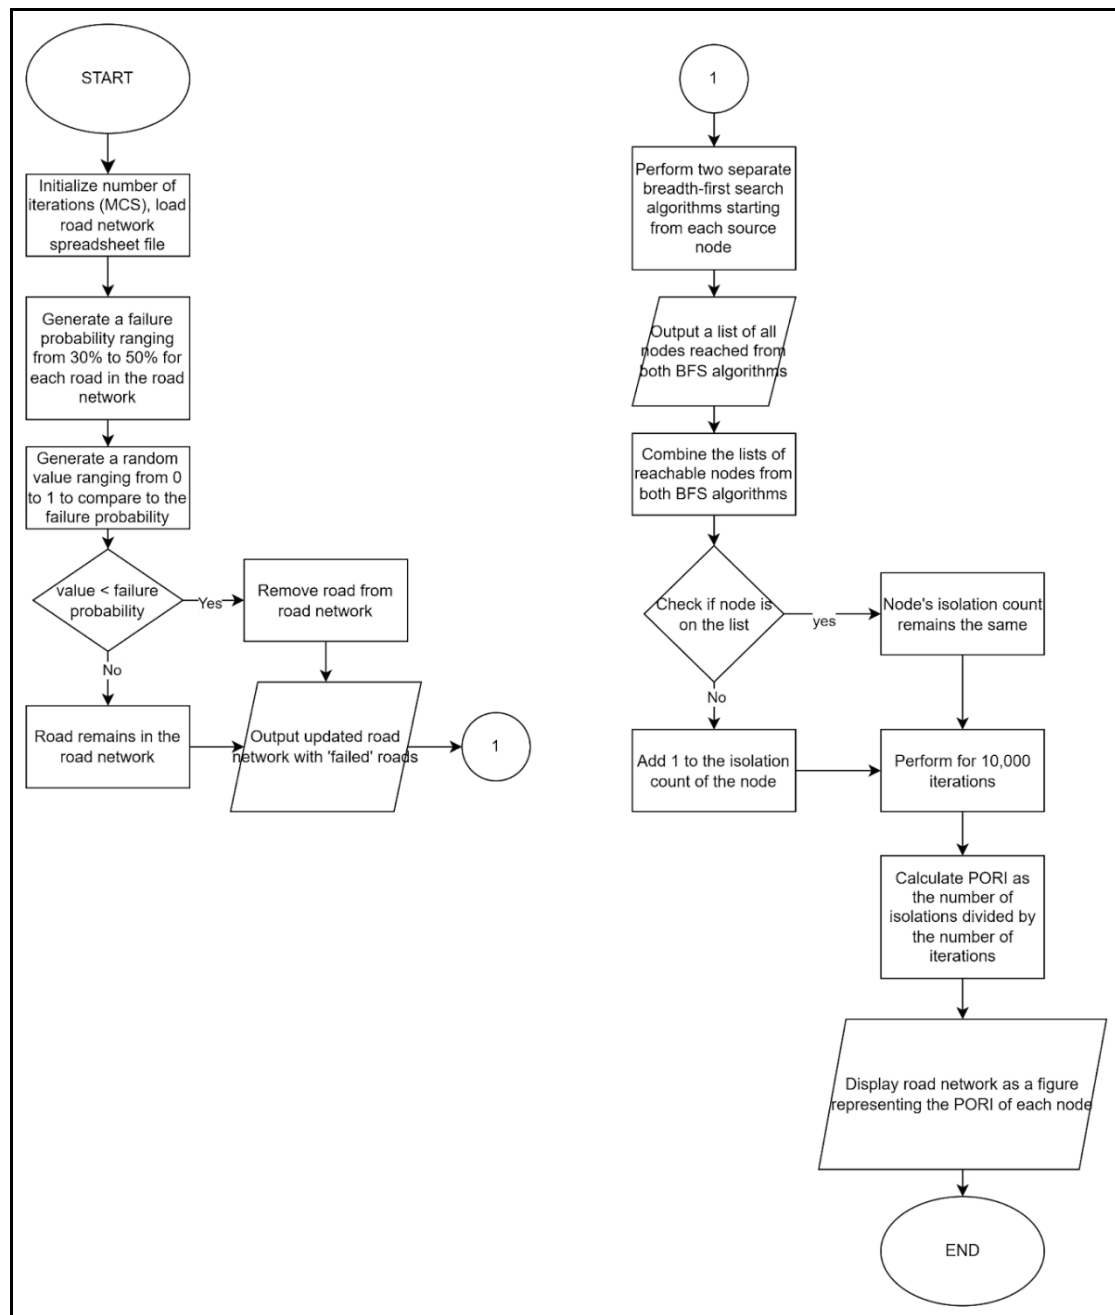 START
Initialize number of
iterations (MCS), load
road network
spreadsheet file
Generate a failure
probability ranging
from 30% to 50% for
each road in the road
network
Generate a random
value ranging from 0
to 1 to compare to the
failure probability
value < failure
probability
Yes
Remove road from
road network
No
Road remains in the
road network
Output updated road
network with 'failed' roads
1
1
Perform two separate
breadth-first search
algorithms starting
from each source
node
Output a list of all
nodes reached from
both BFS algorithms
Combine the lists of
reachable nodes from
both BFS algorithms
Check if node is
on the list
yes
Node's isolation count
remains the same
No
Add 1 to the isolation
count of the node
Perform for 10,000
iterations
Calculate PORI as
the number of
isolations divided by
the number of
iterations
Display road network as a figure
representing the PORI of each node
END